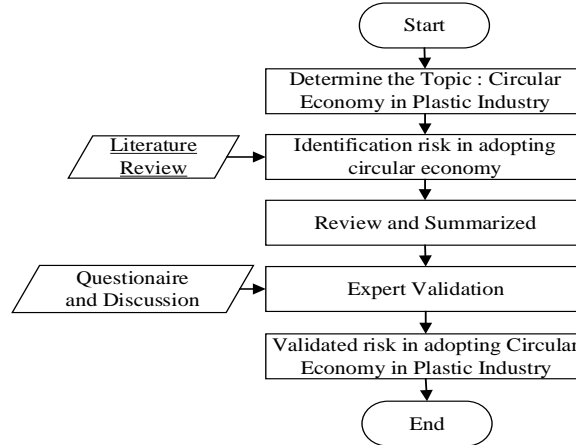 Start
Determine the Topic : Circular
Economy in Plastic Industry
Literature
Review
Identification risk in adopting
circular economy
Review and Summarized
Questionaire
and Discussion
Expert Validation
Validated risk in adopting Circular
Economy in Plastic Industry
End